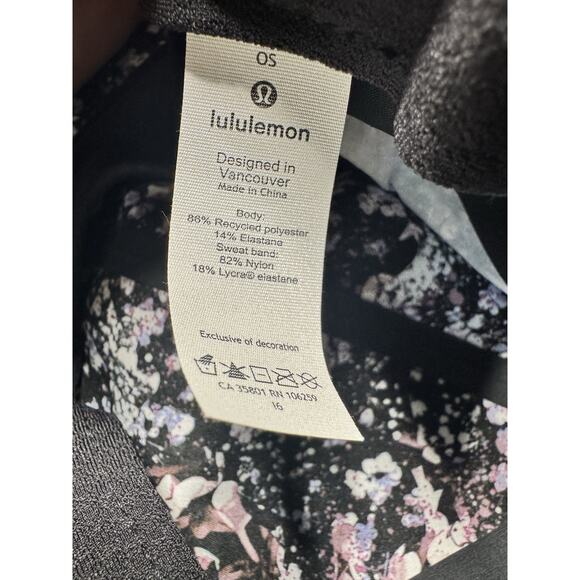 OS
lululemon
Designed in
Vancouver
Made in China
Body:
86% Recycled polyester
14% Elastane
Sweat band:
82% Nylon
18% Lycra® elastane
Exclusive of decoration
CA 35801 RN 106259
16